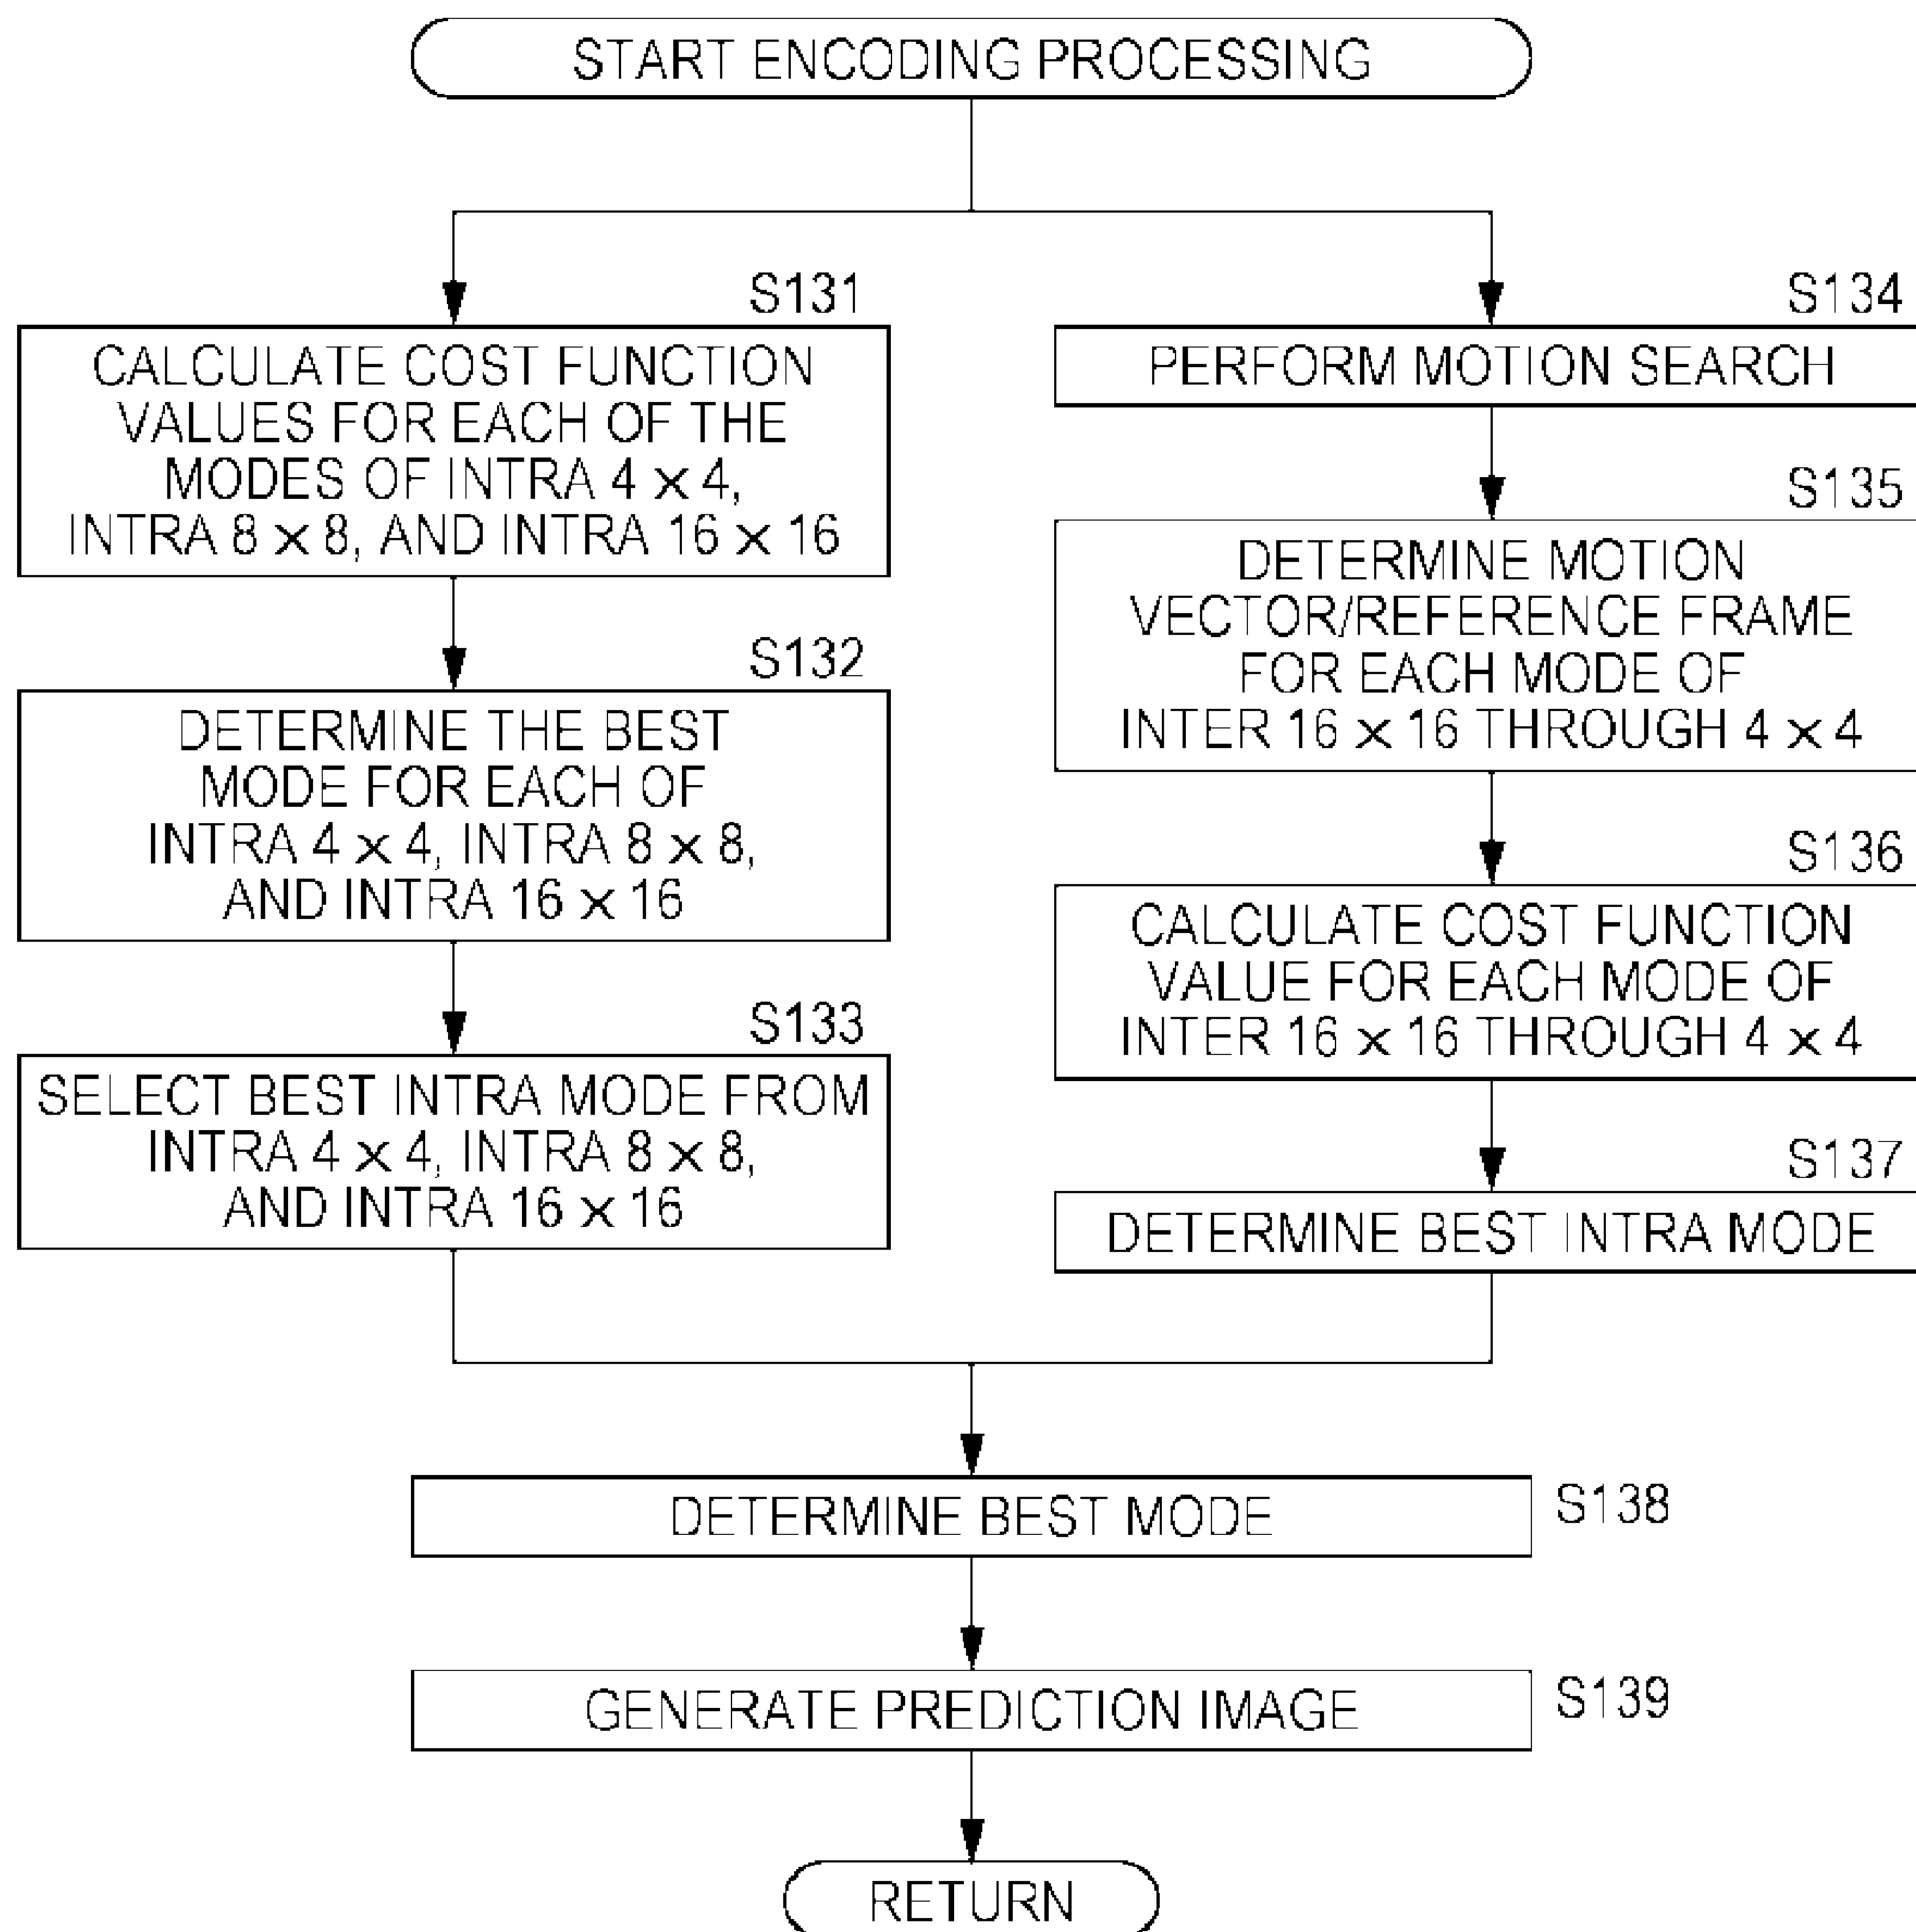 START ENCODING PROCESSING
S131
CALCULATE COST FUNCTION
VALUES FOR EACH OF THE
MODES OF INTRA 4 × 4,
INTRA 8 × 8, AND INTRA 16 × 16
S132
DETERMINE THE BEST
MODE FOR EACH OF
INTRA 4 × 4, INTRA 8 × 8,
AND INTRA 16 × 16
S133
SELECT BEST INTRA MODE FROM
INTRA 4 × 4, INTRA 8 × 8,
AND INTRA 16 × 16
S134
PERFORM MOTION SEARCH
S135
DETERMINE MOTION
VECTOR/REFERENCE FRAME
FOR EACH MODE OF
INTER 16 × 16 THROUGH 4 × 4
S136
CALCULATE COST FUNCTION
VALUE FOR EACH MODE OF
INTER 16 × 16 THROUGH 4 × 4
S137
DETERMINE BEST INTRA MODE
DETERMINE BEST MODE
S138
GENERATE PREDICTION IMAGE
S139
RETURN